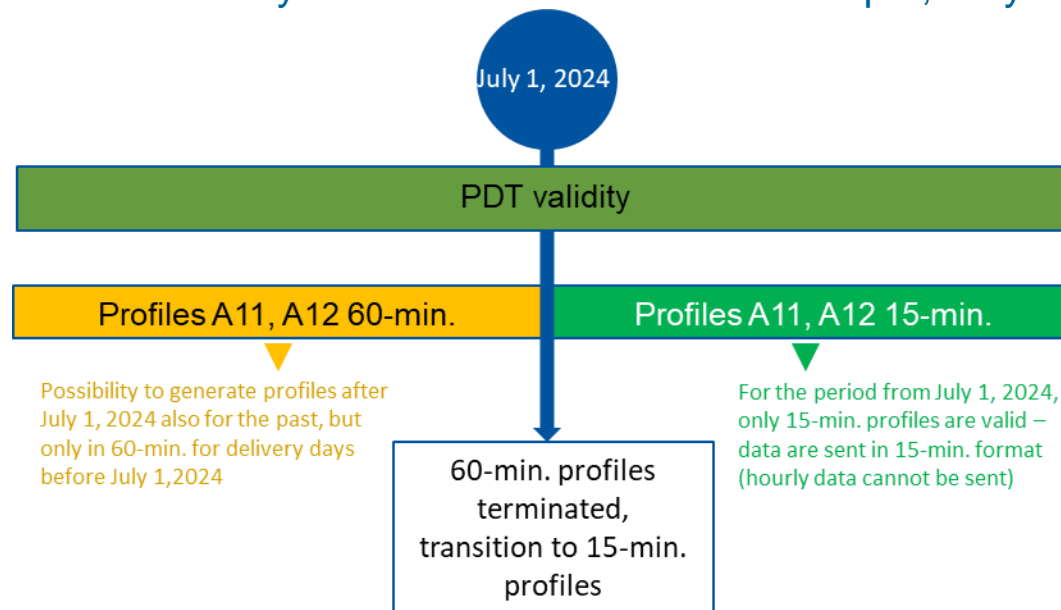 July 1, 2024
PDT validity
Profiles A11, A12 60-min.
Profiles A11, A12 15-min.
Possibility to generate profiles after
July 1, 2024 also for the past, but
only in 60-min. for delivery days
before July 1,2024
For the period from July 1, 2024,
only 15-min. profiles are valid –
data are sent in 15-min. format
(hourly data cannot be sent)
60-min. profiles
terminated,
transition to 15-min.
profiles